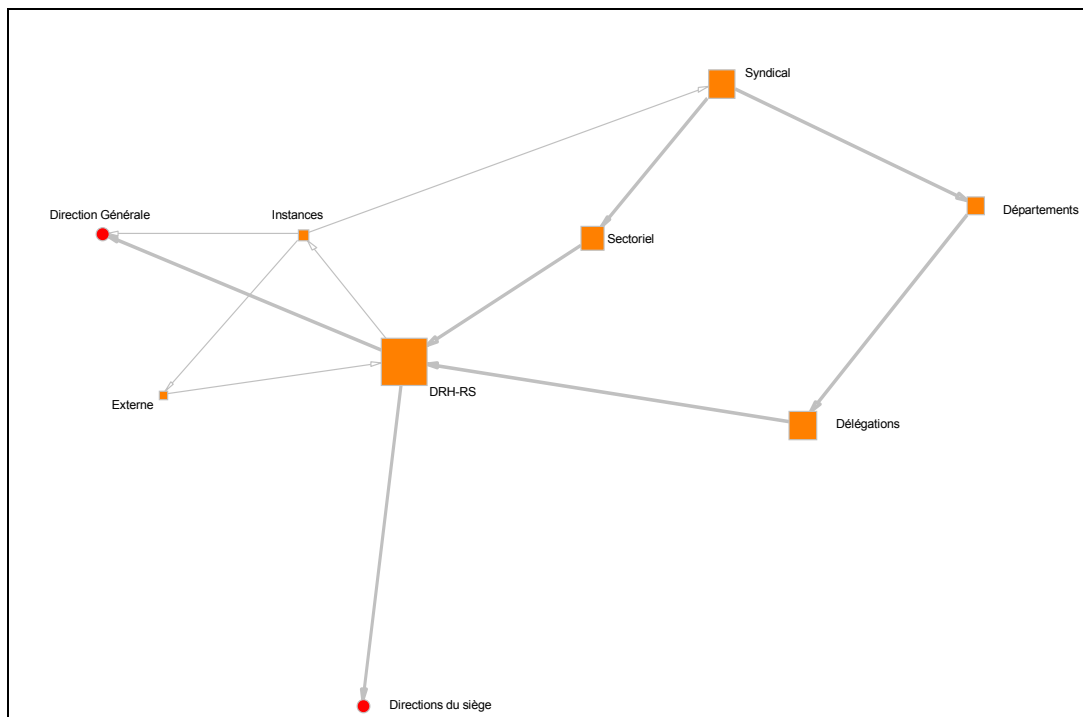 Syndical
Départements
Direction Générale
Instances
Sectoriel
DRH-RS
Externe
Délégations
Directions du siège